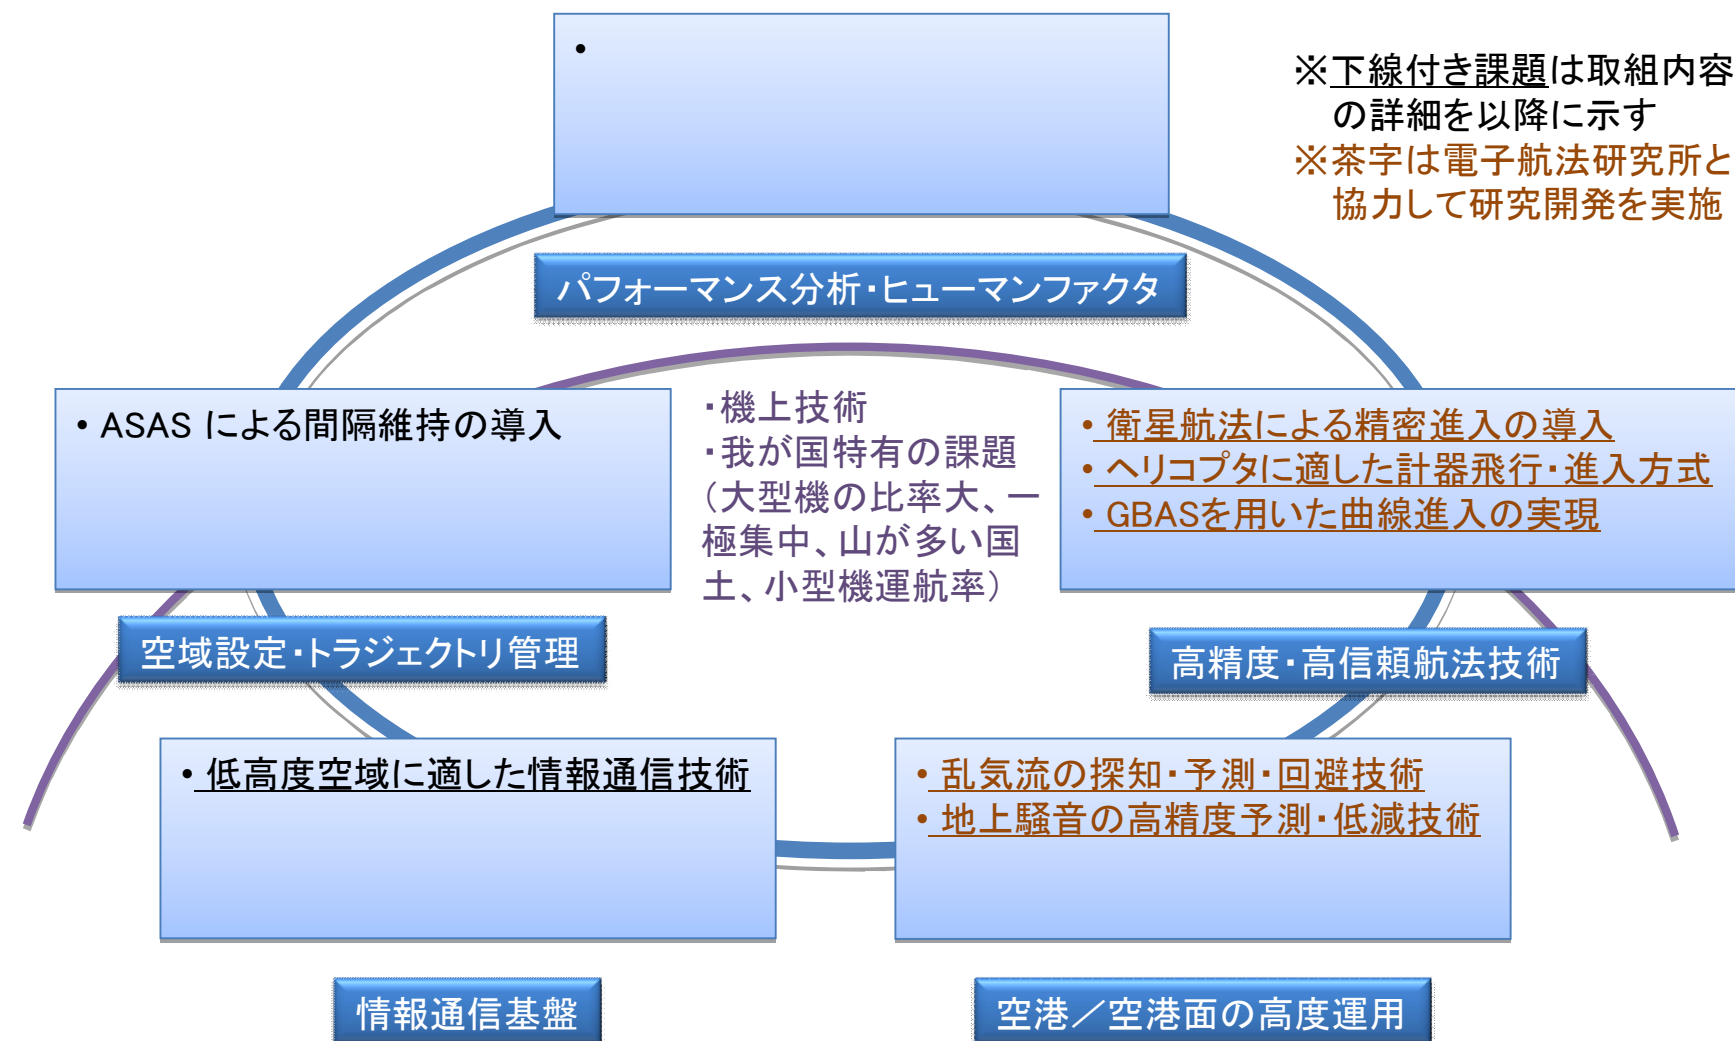 •
※下線付き課題は取組内容
の詳細を以降に示す
※茶字は電子航法研究所と
協力して研究開発を実施
パフォーマンス分析・ヒューマンファクタ
• ASAS による間隔維持の導入
・機上技術
・我が国特有の課題
（大型機の比率大、一
極集中、山が多い国
土、小型機運航率）
• 衛星航法による精密進入の導入
• ヘリコプタに適した計器飛行・進入方式
• GBASを用いた曲線進入の実現
空域設定・トラジェクトリ管理
高精度・高信頼航法技術
• 低高度空域に適した情報通信技術
• 乱気流の探知・予測・回避技術
• 地上騒音の高精度予測・低減技術
情報通信基盤
空港／空港面の高度運用